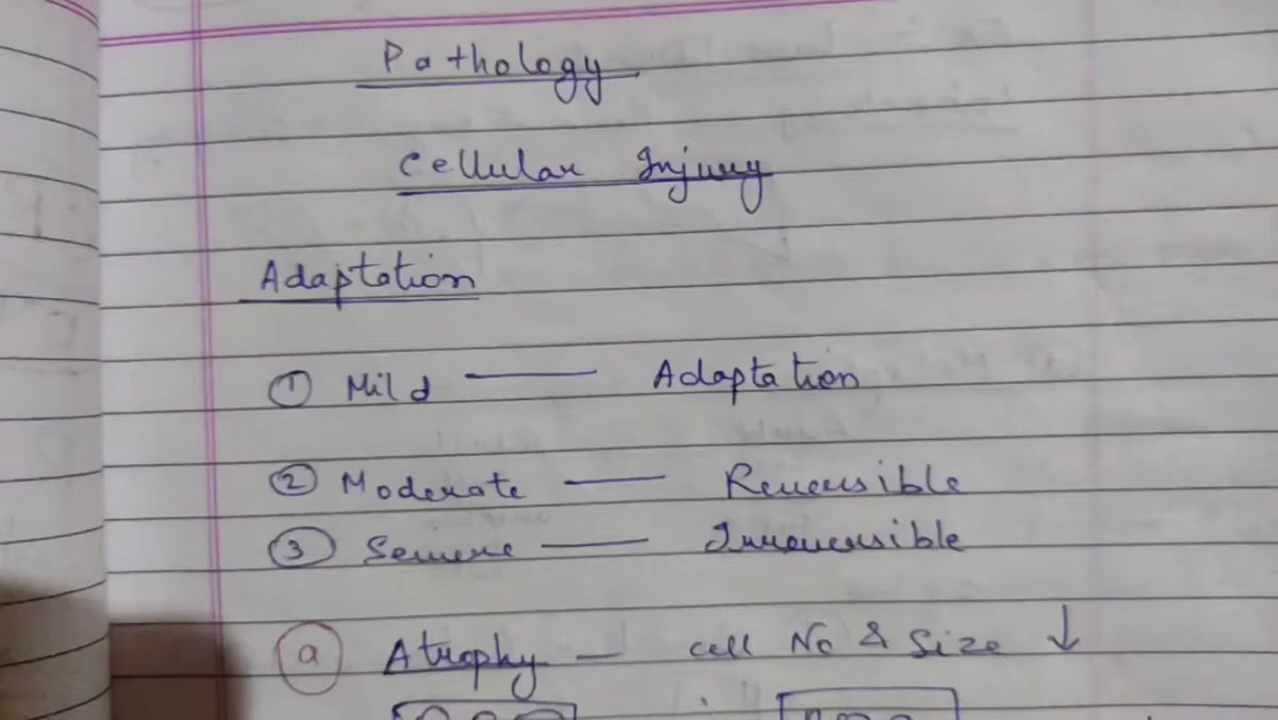 Pathology
Cellular Injury
Adaptation
① Mild — Adaptation
② Moderate — Reversible
③ Severe — Irreversible
ⓐ Atrophy — cell No & Size ↓